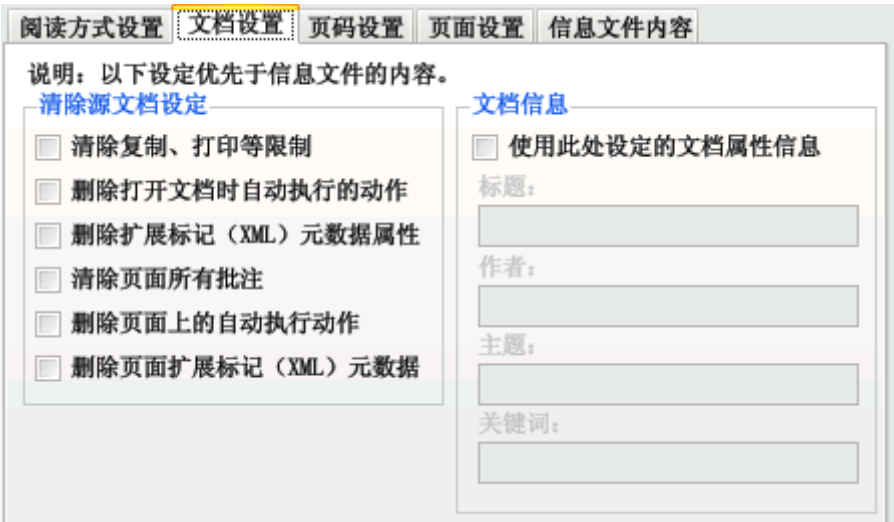 阅读方式设置 文档设置 页码设置 页面设置 信息文件内容
说明：以下设定优先于信息文件的内容。
清除源文档设定
清除复制、打印等限制
删除打开文档时自动执行的动作
删除扩展标记（XML）元数据属性
清除页面所有批注
删除页面上的自动执行动作
删除页面扩展标记（XML）元数据
文档信息
使用此处设定的文档属性信息
标题：
作者：
主题：
关键词：